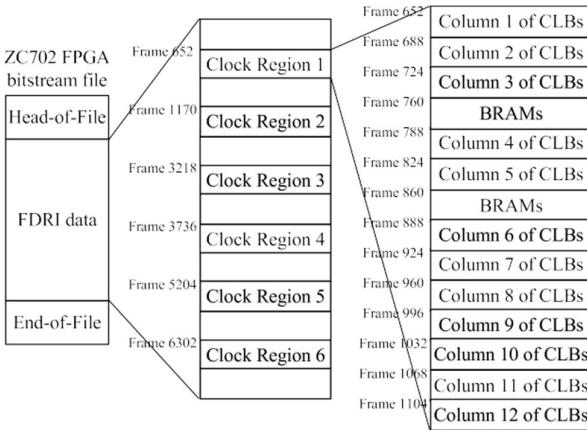 ZC702 FPGA
bitstream file
Head-of-File
FDRI data
End-of-File
Frame 652
Clock Region 1
Frame 1170
Clock Region 2
Frame 3218
Clock Region 3
Frame 3736
Clock Region 4
Frame 5204
Clock Region 5
Frame 6302
Clock Region 6
Frame 652
Column 1 of CLBs
Frame 688
Column 2 of CLBs
Frame 724
Column 3 of CLBs
Frame 760
BRAMs
Frame 788
Column 4 of CLBs
Frame 824
Column 5 of CLBs
Frame 860
BRAMs
Frame 888
Column 6 of CLBs
Frame 924
Column 7 of CLBs
Frame 960
Column 8 of CLBs
Frame 996
Column 9 of CLBs
Frame 1032
Column 10 of CLBs
Frame 1068
Column 11 of CLBs
Frame 1104
Column 12 of CLBs